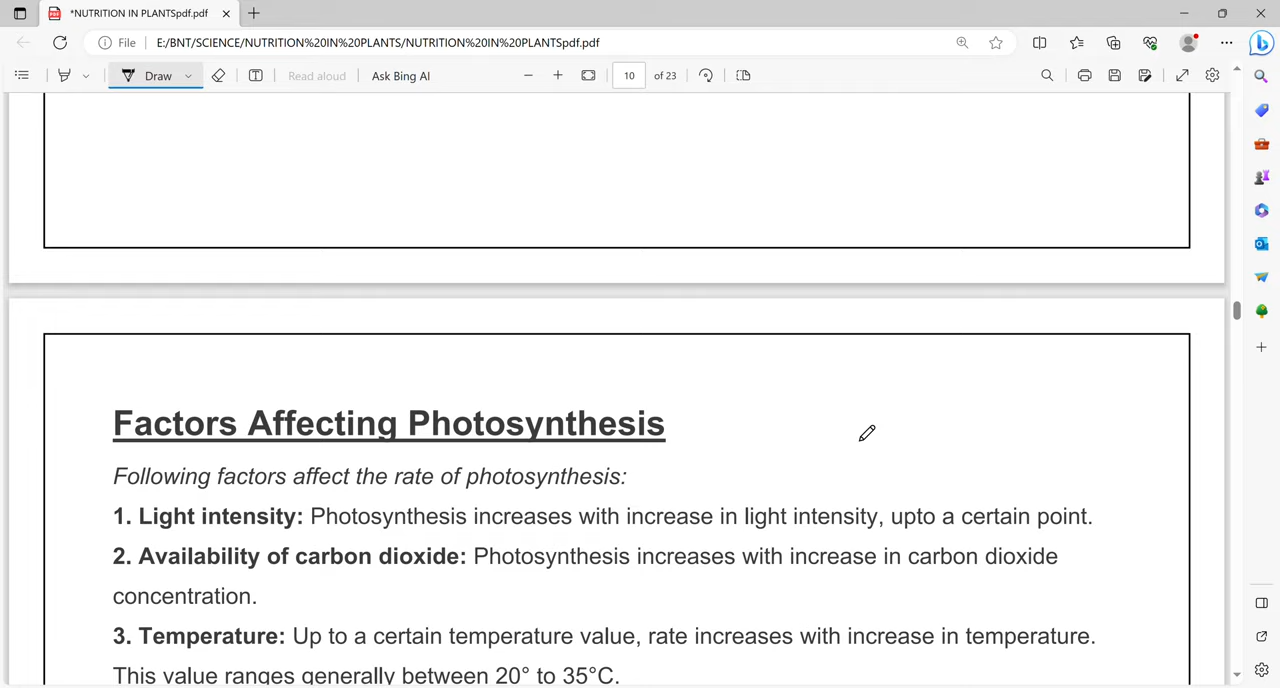 *NUTRITION IN PLANTSpdf.pdf
File
E:/BNT/SCIENCE/NUTRITION%20IN%20PLANTS/NUTRITION%20IN%20PLANTSpdf.pdf
Draw
Read aloud
Ask Bing AI
10 of 23
Factors Affecting Photosynthesis
Following factors affect the rate of photosynthesis:
1. Light intensity: Photosynthesis increases with increase in light intensity, upto a certain point.
2. Availability of carbon dioxide: Photosynthesis increases with increase in carbon dioxide
concentration.
3. Temperature: Up to a certain temperature value, rate increases with increase in temperature.
This value ranges generally between 20° to 35°C.